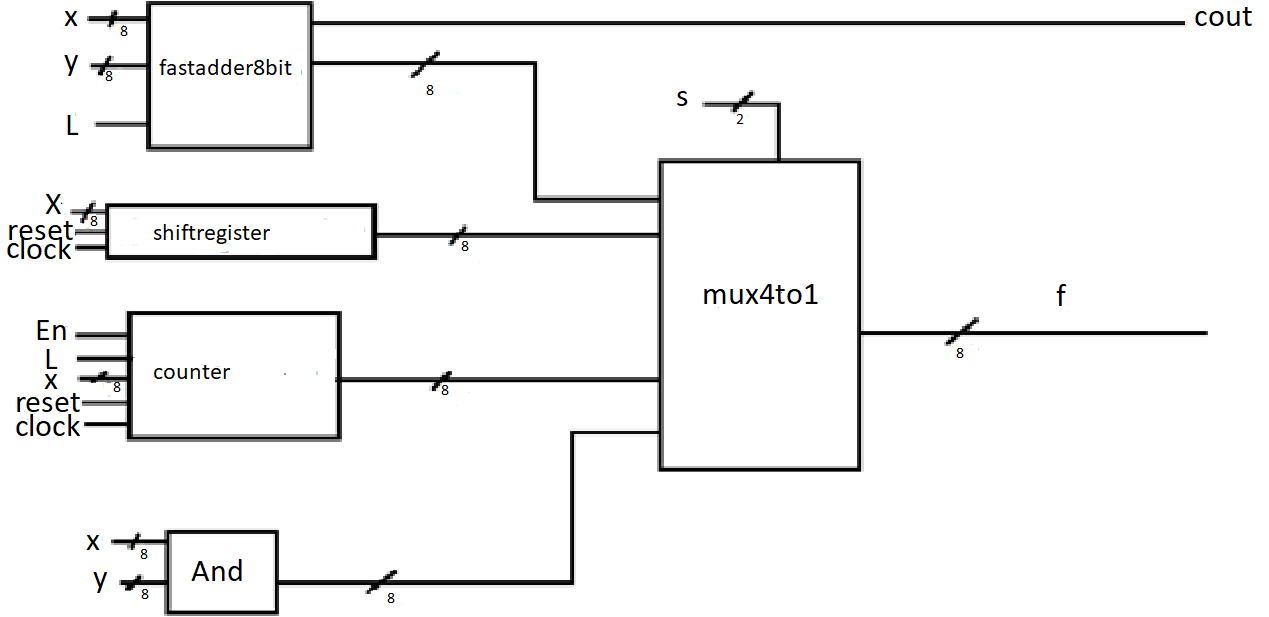 x
8
cout
y
8
fastadder8bit
8
L
s
2
X
8
reset
clock
shiftregister
8
mux4to1
f
8
En
L
x
8
reset
clock
counter
8
x
8
y
8
And
8